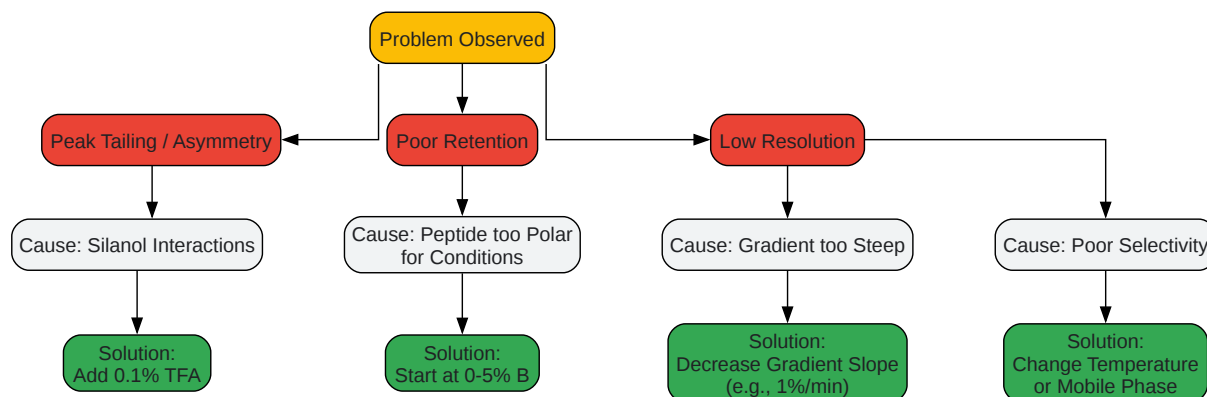 Problem Observed
Peak Tailing / Asymmetry
Poor Retention
Low Resolution
Cause: Silanol Interactions
Cause: Peptide too Polar
for Conditions
Cause: Gradient too Steep
Cause: Poor Selectivity
Solution:
Add 0.1% TFA
Solution:
Start at 0-5% B
Solution:
Decrease Gradient Slope
(e.g., 1%/min)
Solution:
Change Temperature
or Mobile Phase